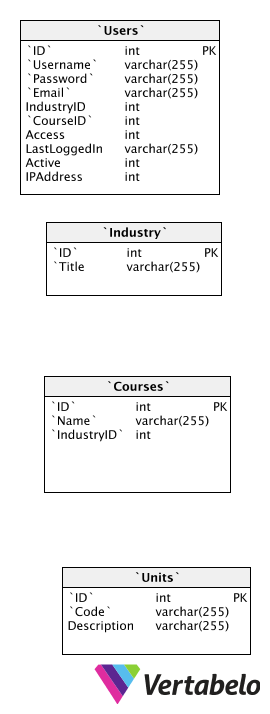 `Users`
`ID` int PK
`Username` varchar(255)
`Password` varchar(255)
`Email` varchar(255)
IndustryID int
`CourseID` int
Access int
LastLoggedIn varchar(255)
Active int
IPAddress int
`Industry`
`ID` int PK
`Title varchar(255)
`Courses`
`ID` int PK
`Name` varchar(255)
`IndustryID` int
`Units`
`ID` int PK
`Code` varchar(255)
Description varchar(255)
Vertabelo